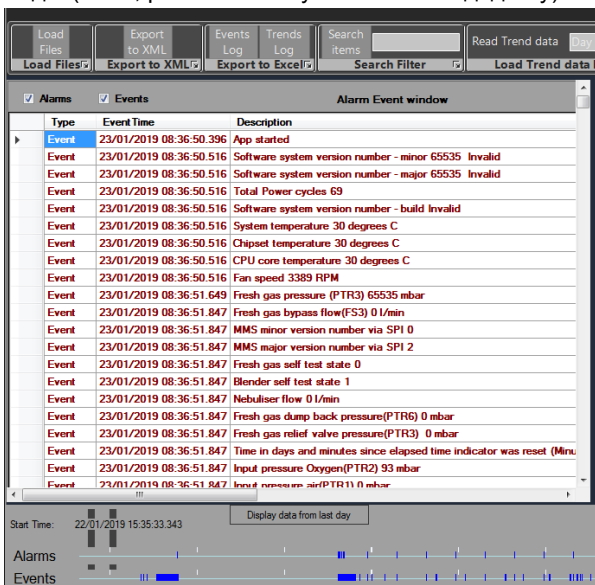 Load Files
Export to XML
Events Log
Trends Log
Search items
Read Trend data Day
Load Files
Export to XML
Export to Excel
Search Filter
Load Trend data
Alarms
Events
Alarm Event window
Type EventTime Description
Event 23/01/2019 08:36:50.396 App started
Event 23/01/2019 08:36:50.516 Software system version number - minor 65535 Invalid
Event 23/01/2019 08:36:50.516 Software system version number - major 65535 Invalid
Event 23/01/2019 08:36:50.516 Total Power cycles 69
Event 23/01/2019 08:36:50.516 Software system version number - build Invalid
Event 23/01/2019 08:36:50.516 System temperature 30 degrees C
Event 23/01/2019 08:36:50.516 Chipset temperature 30 degrees C
Event 23/01/2019 08:36:50.516 CPU core temperature 30 degrees C
Event 23/01/2019 08:36:50.516 Fan speed 3389 RPM
Event 23/01/2019 08:36:51.649 Fresh gas pressure (PTR3) 65535 mbar
Event 23/01/2019 08:36:51.847 Fresh gas bypass flow(FS3) 0 l/min
Event 23/01/2019 08:36:51.847 MMS minor version number via SPI 0
Event 23/01/2019 08:36:51.847 MMS major version number via SPI 2
Event 23/01/2019 08:36:51.847 Fresh gas self test state 0
Event 23/01/2019 08:36:51.847 Blender self test state 1
Event 23/01/2019 08:36:51.847 Nebuliser flow 0 l/min
Event 23/01/2019 08:36:51.847 Fresh gas dump back pressure(PTR6) 0 mbar
Event 23/01/2019 08:36:51.847 Fresh gas relief valve pressure(PTR3) 0 mbar
Event 23/01/2019 08:36:51.847 Time in days and minutes since elapsed time indicator was reset (Minu
Event 23/01/2019 08:36:51.847 Input pressure Oxygen(PTR2) 93 mbar
Event 23/01/2019 08:36:51.847 Input pressure air(PTR1) 0 mbar
Display data from last day
Start Time: 22/01/2019 15:35:33.343
Alarms
Events